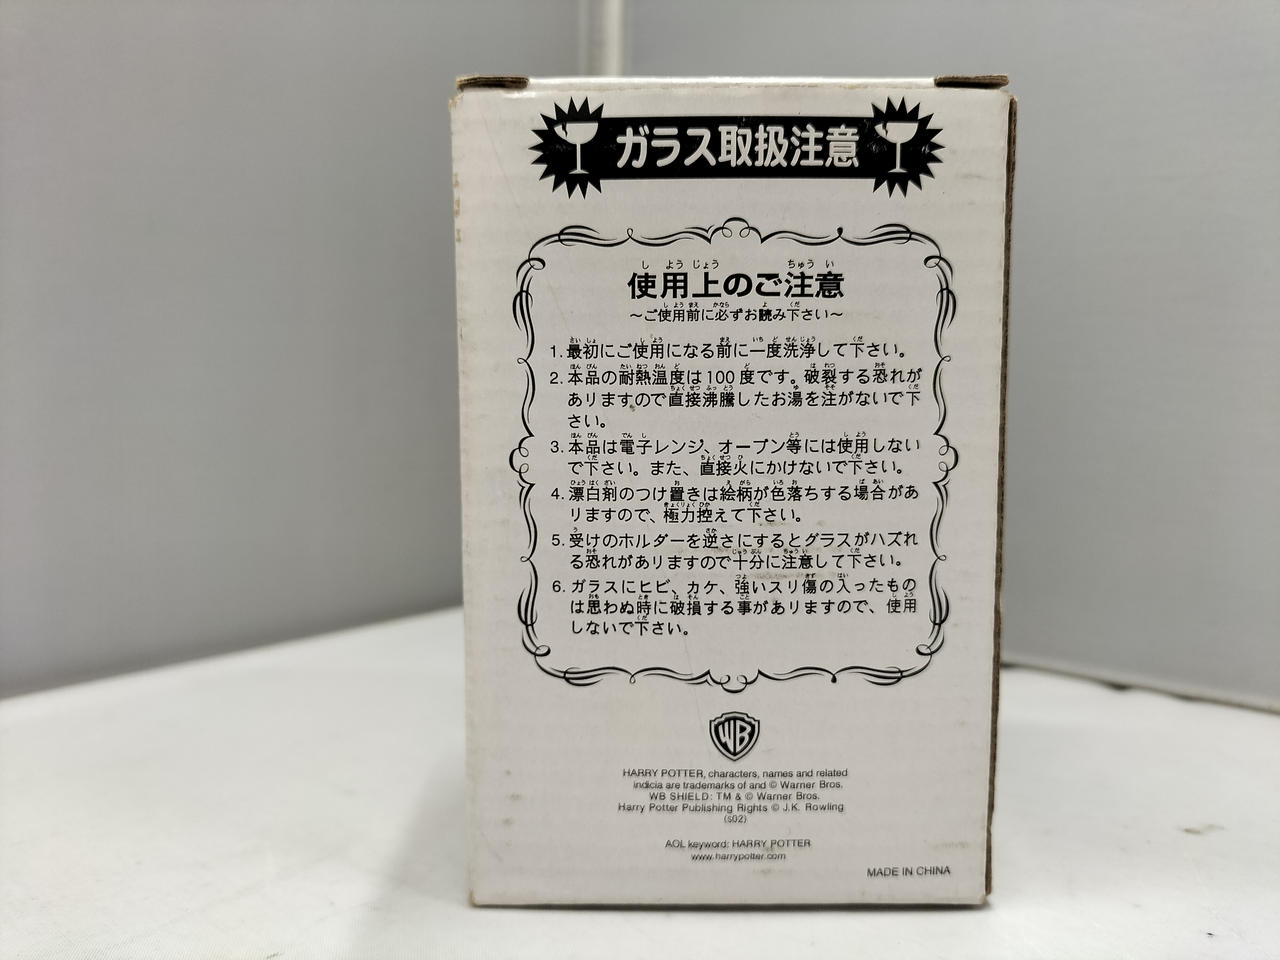 ガラス取扱注意
使用上のご注意
～ご使用前に必ずお読み下さい～
1. 最初にご使用になる前に一度洗浄して下さい。
2. 本品の耐熱温度は100度です。破裂する恐れが
ありますので直接沸騰したお湯を注がないで下
さい。
3. 本品は電子レンジ、オーブン等には使用しない
で下さい。また、直接火にかけないで下さい。
4. 漂白剤のつけ置きは絵柄が色落ちする場合があ
りますので、極力控えて下さい。
5. 受けのホルダーを逆さにするとグラスがハズれ
る恐れがありますので十分に注意して下さい。
6. ガラスにヒビ、カケ、強いスリ傷の入ったもの
は思わぬ時に破損する事がありますので、使用
しないで下さい。
WB
HARRY POTTER, characters, names and related
indicia are trademarks of and © Warner Bros.
WB SHIELD: TM & © Warner Bros.
Harry Potter Publishing Rights © J.K. Rowling
(s02)
AOL keyword: HARRY POTTER
www.harrypotter.com
MADE IN CHINA